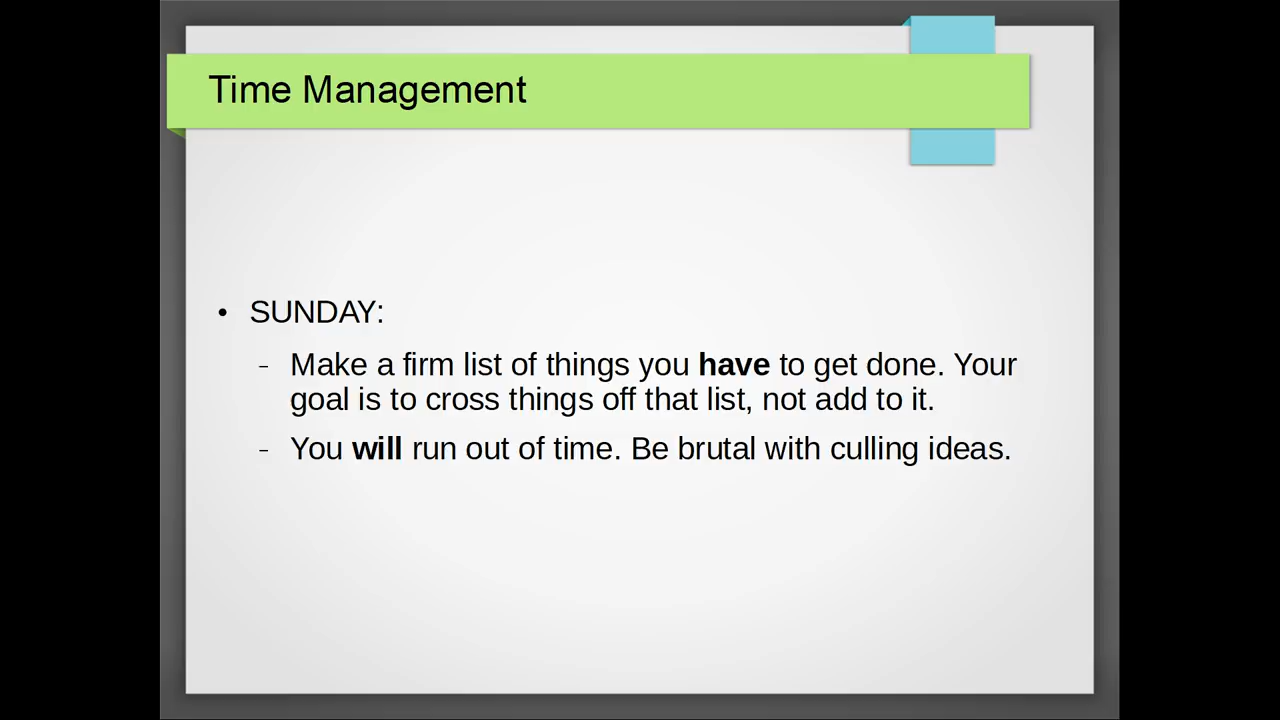 Time Management
• SUNDAY:
– Make a firm list of things you have to get done. Your
goal is to cross things off that list, not add to it.
– You will run out of time. Be brutal with culling ideas.